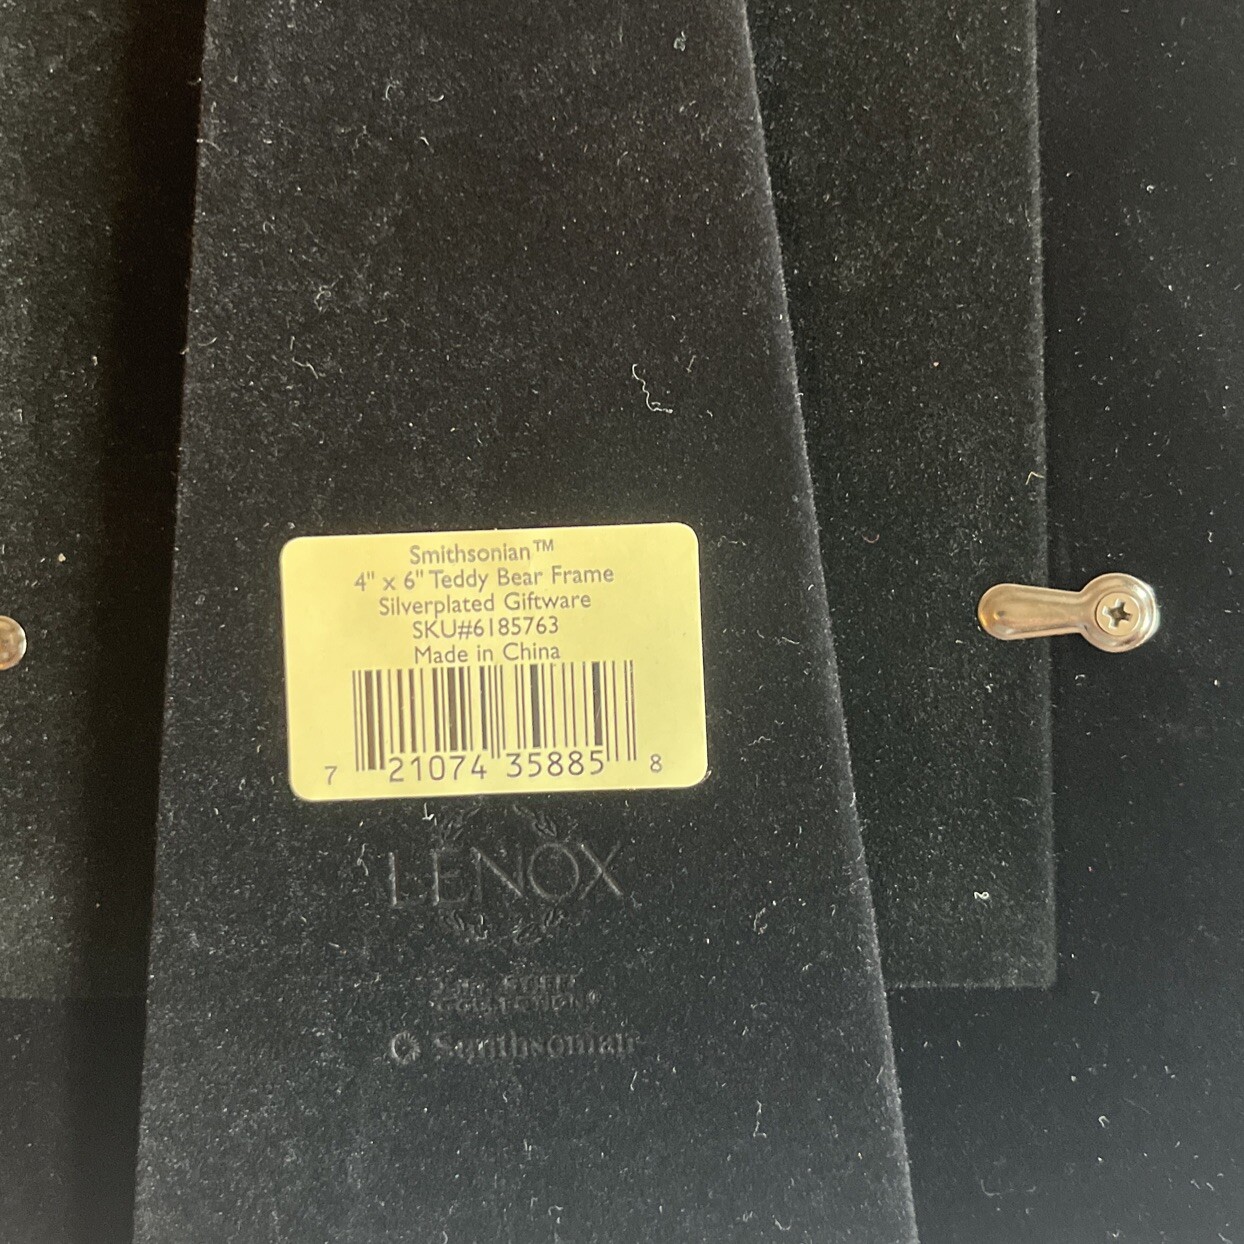 Smithsonian™
4" x 6" Teddy Bear Frame
Silverplated Giftware
SKU#6185763
Made in China
7 21074 35885 8
LENOX
COLLECTION®
Smithsonian